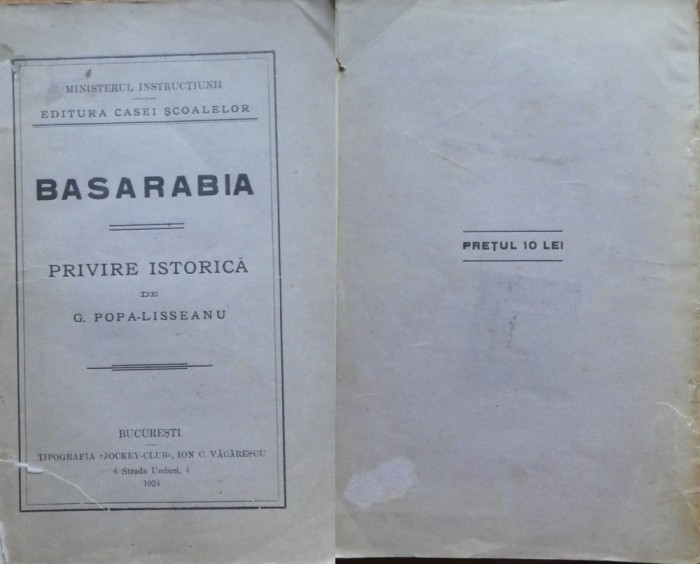 MINISTERUL INSTRUCȚIUNII
EDITURA CASEI ȘCOALELOR
BASARABIA
PRIVIRE ISTORICĂ
DE
G. POPA-LISSEANU
BUCUREȘTI
TIPOGRAFIA «JOCKEY-CLUB», ION C. VĂCĂRESCU
4 Strada Umbrei, 4
1924
PREȚUL 10 LEI